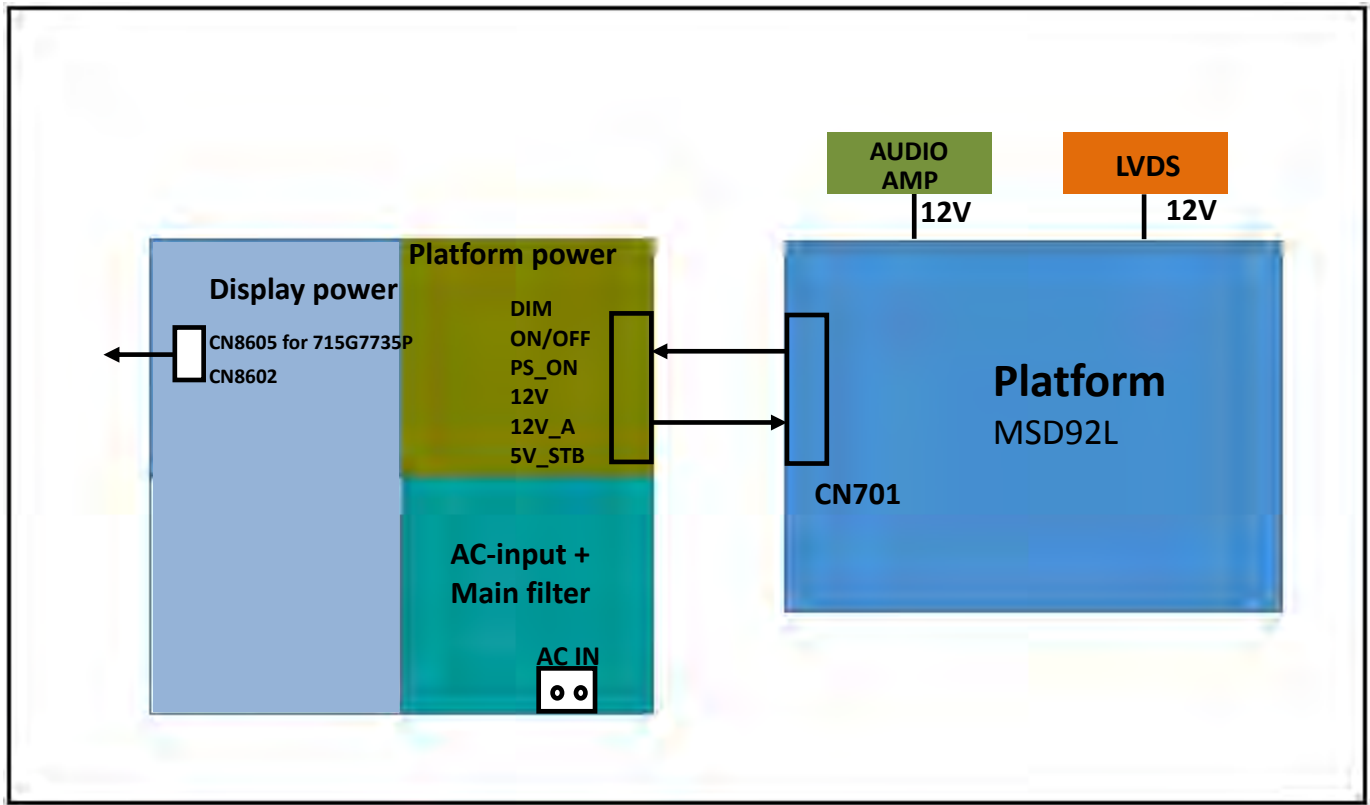 AUDIO
AMP
LVDS
12V
12V
Platform power
Display power
DIM
ON/OFF
PS_ON
12V
12V_A
5V_STB
CN8605 for 715G7735P
CN8602
Platform
MSD92L
CN701
AC-input +
Main filter
AC IN